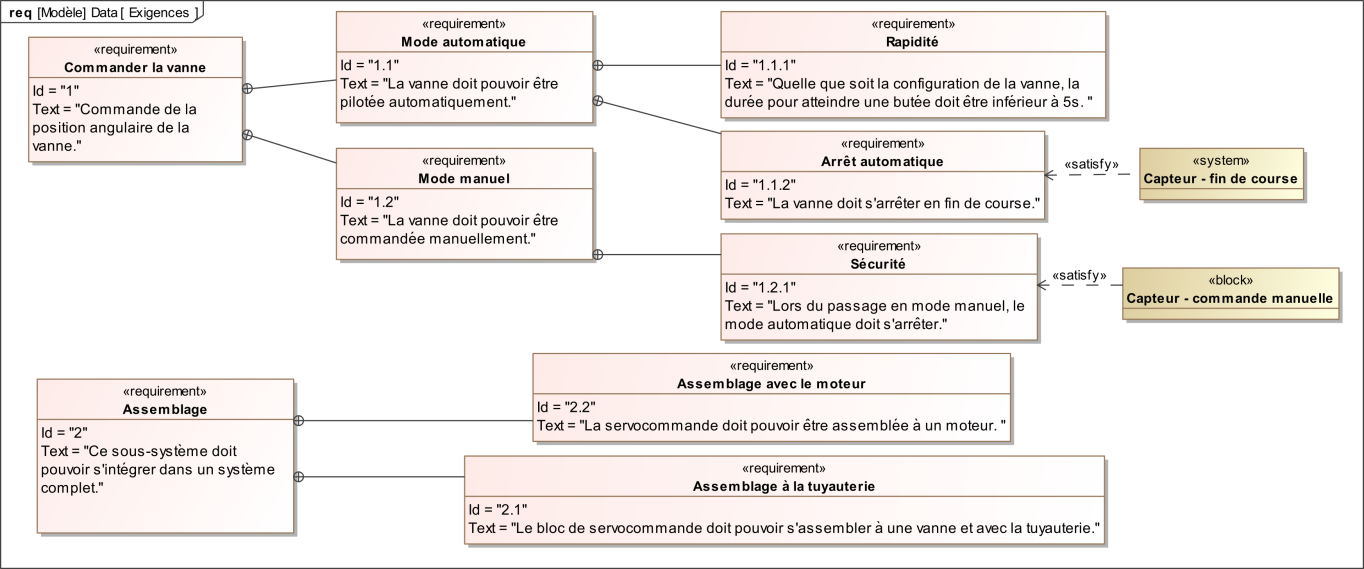 req [Modèle] Data [ Exigences ]
«requirement»
Commander la vanne
Id = "1"
Text = "Commande de la
position angulaire de la
vanne."
«requirement»
Mode automatique
Id = "1.1"
Text = "La vanne doit pouvoir être
pilotée automatiquement."
«requirement»
Rapidité
Id = "1.1.1"
Text = "Quelle que soit la configuration de la vanne, la
durée pour atteindre une butée doit être inférieur à 5s. "
«requirement»
Arrêt automatique
Id = "1.1.2"
Text = "La vanne doit s'arrêter en fin de course."
«satisfy»
«system»
Capteur - fin de course
«requirement»
Mode manuel
Id = "1.2"
Text = "La vanne doit pouvoir être
commandée manuellement."
«requirement»
Sécurité
Id = "1.2.1"
Text = "Lors du passage en mode manuel, le
mode automatique doit s'arrêter."
«satisfy»
«block»
Capteur - commande manuelle
«requirement»
Assemblage
Id = "2"
Text = "Ce sous-système doit
pouvoir s'intégrer dans un système
complet."
«requirement»
Assemblage avec le moteur
Id = "2.2"
Text = "La servocommande doit pouvoir être assemblée à un moteur. "
«requirement»
Assemblage à la tuyauterie
Id = "2.1"
Text = "Le bloc de servocommande doit pouvoir s'assembler à une vanne et avec la tuyauterie."